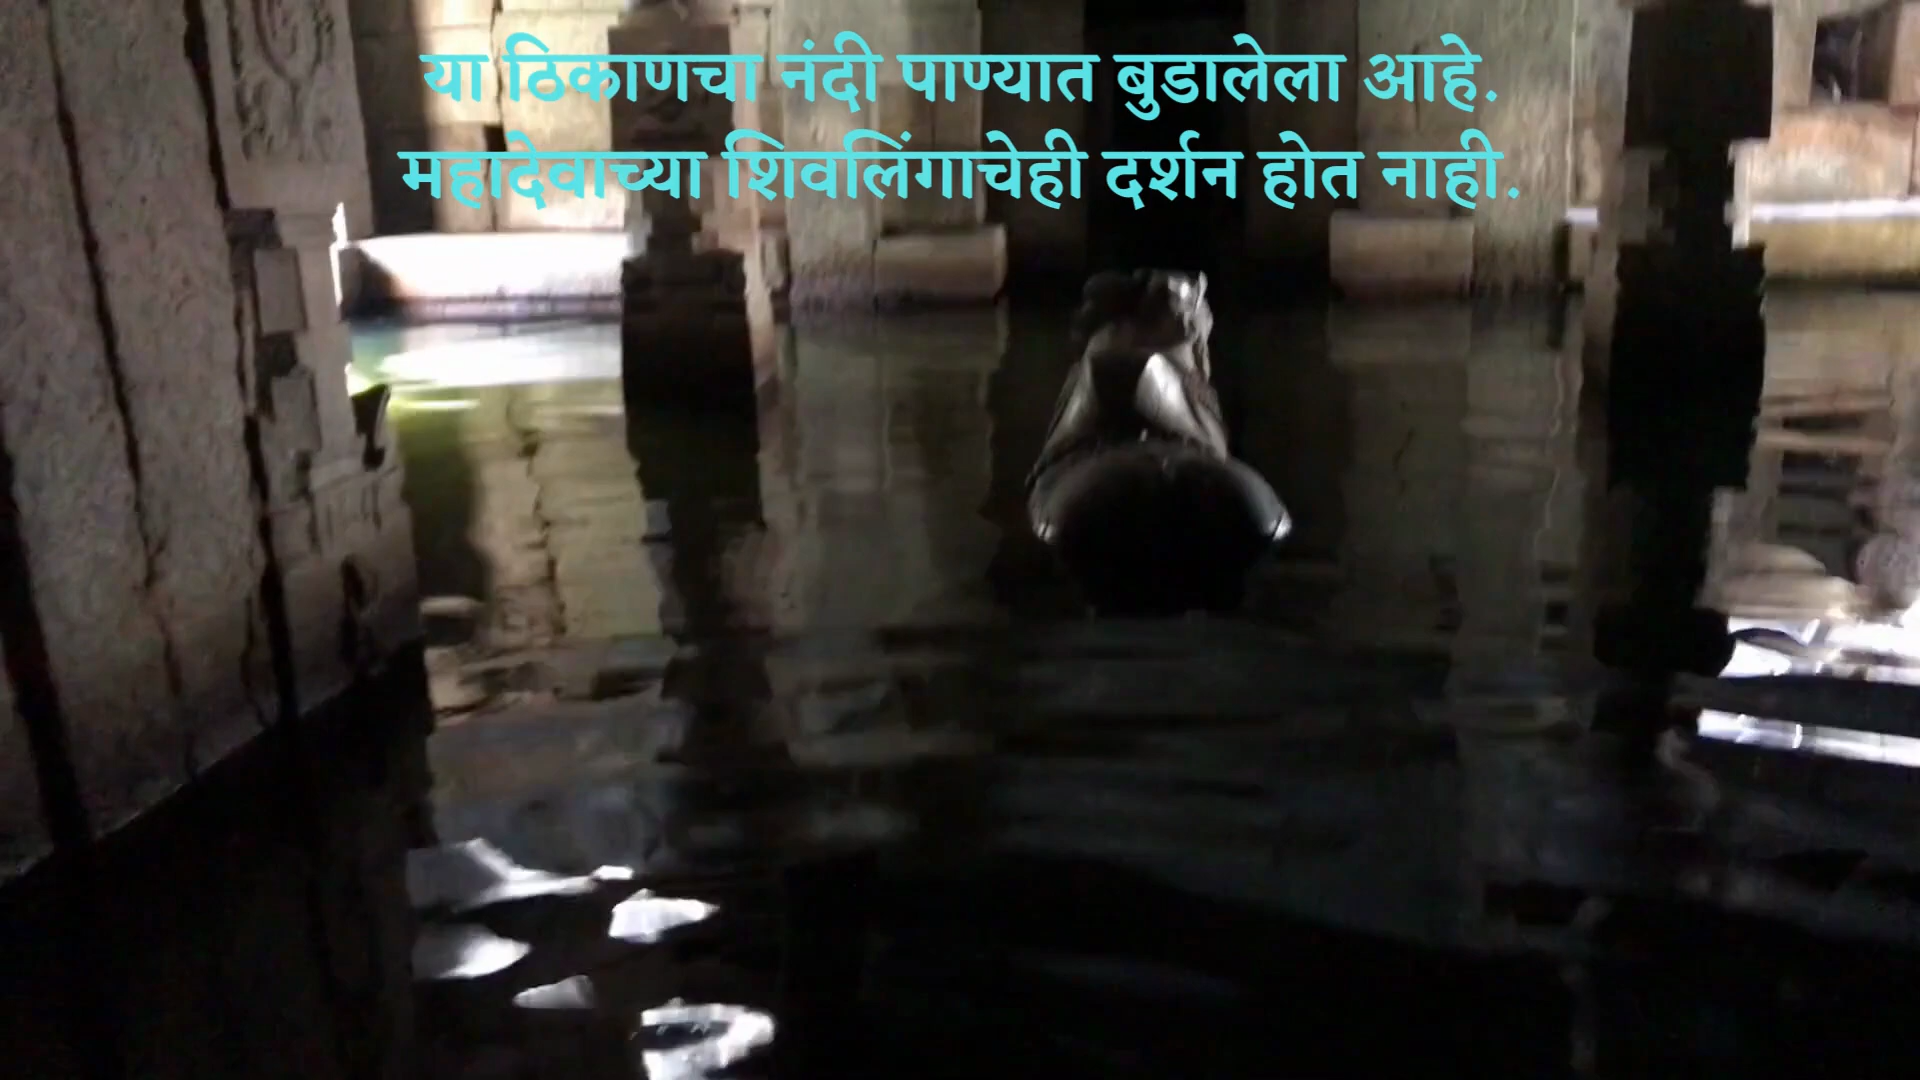 या ठिकाणचा नंदी पाण्यात बुडालेला आहे.
महादेवाच्या शिवलिंगाचेही दर्शन होत नाही.